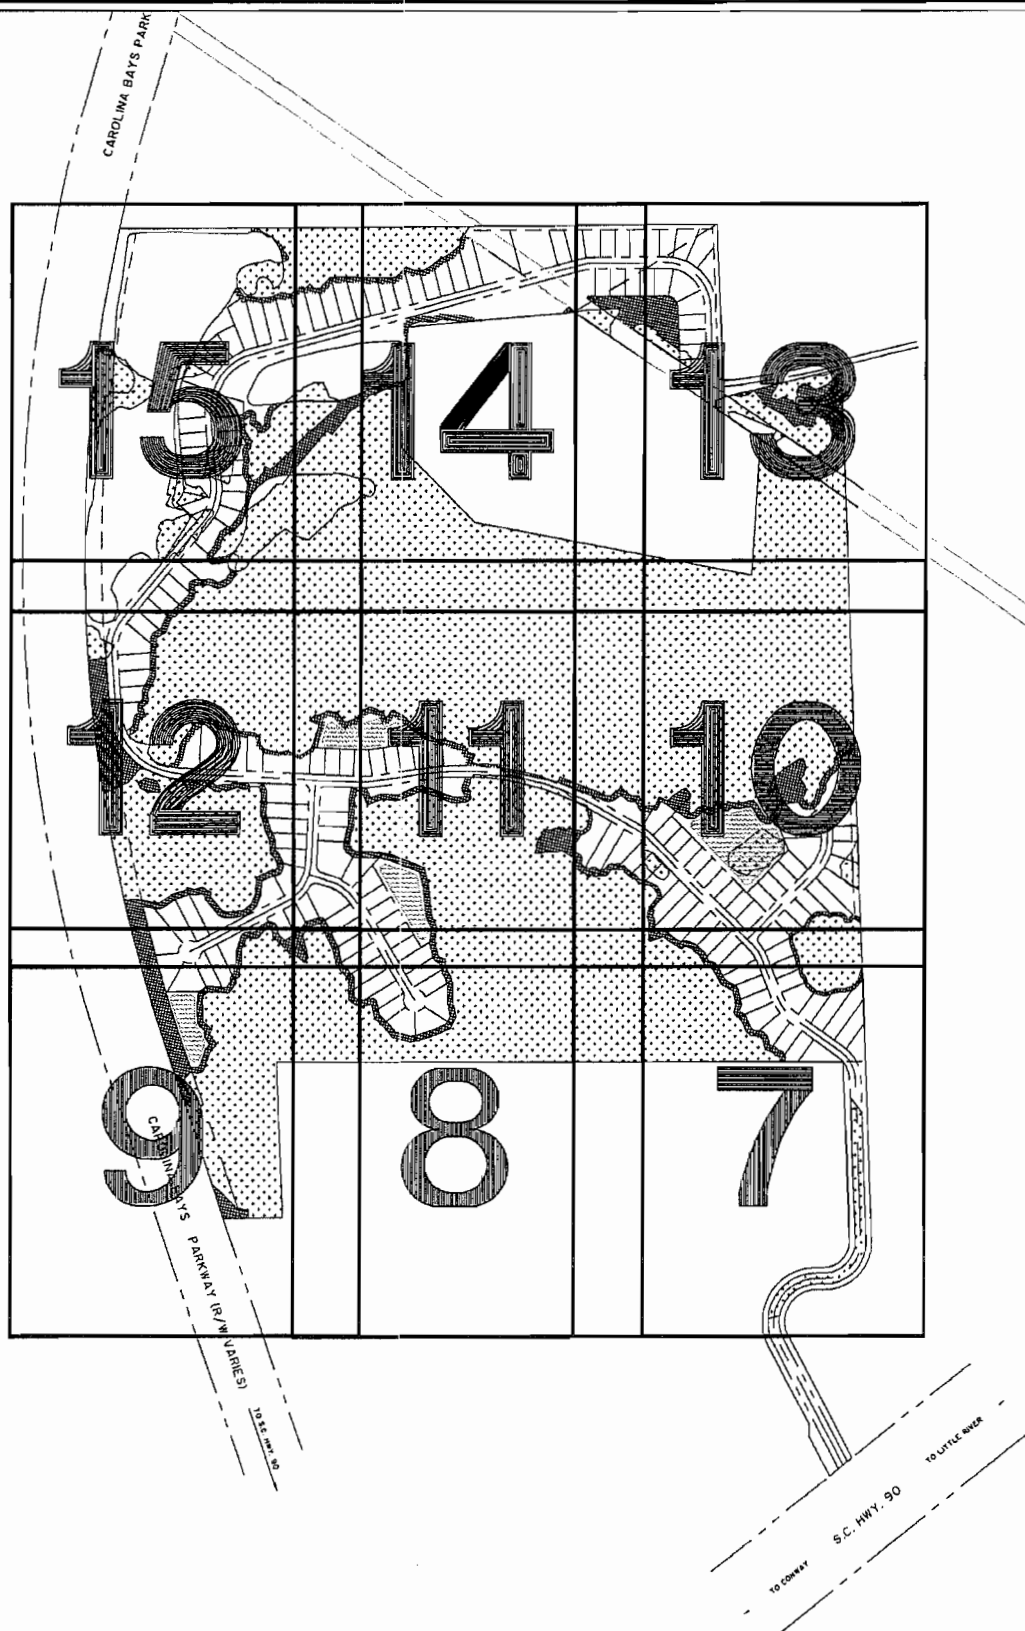 CAROLINA BAYS PARK
15
14
13
12
11
10
9
8
7
PARKWAY (R/W VARIES)
TO S.C. HWY. 90
TO LITTLE RIVER
S.C. HWY. 90
TO CONWAY